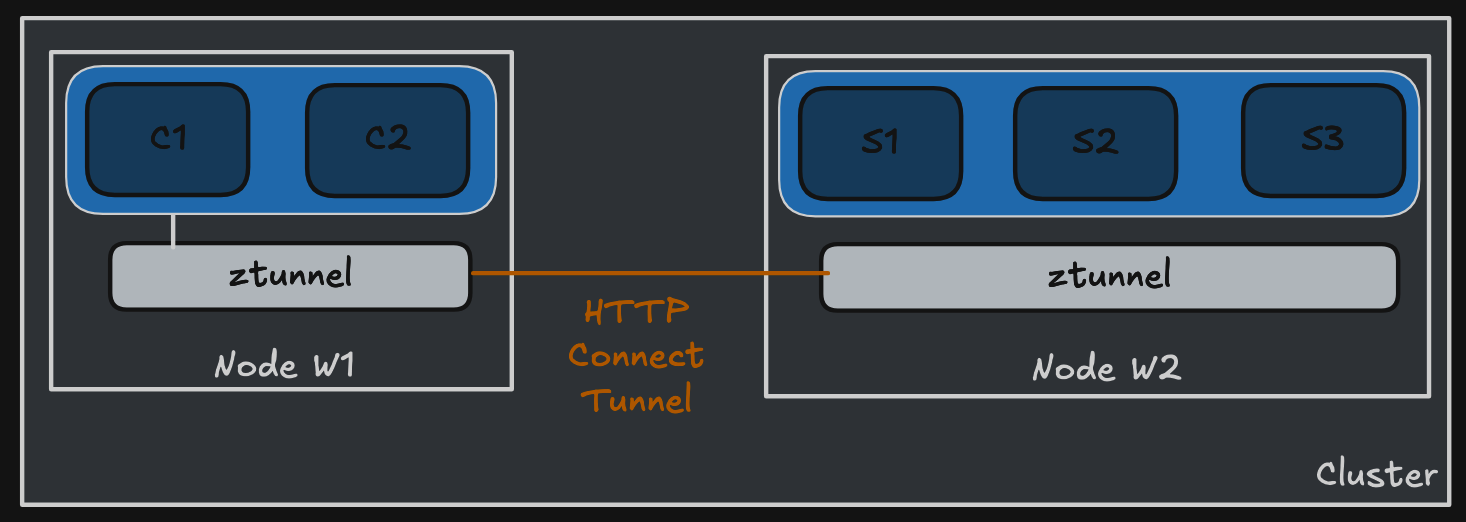 C1
C2
S1
S2
S3
ztunnel
ztunnel
HTTP
Connect
Tunnel
Node W1
Node W2
Cluster